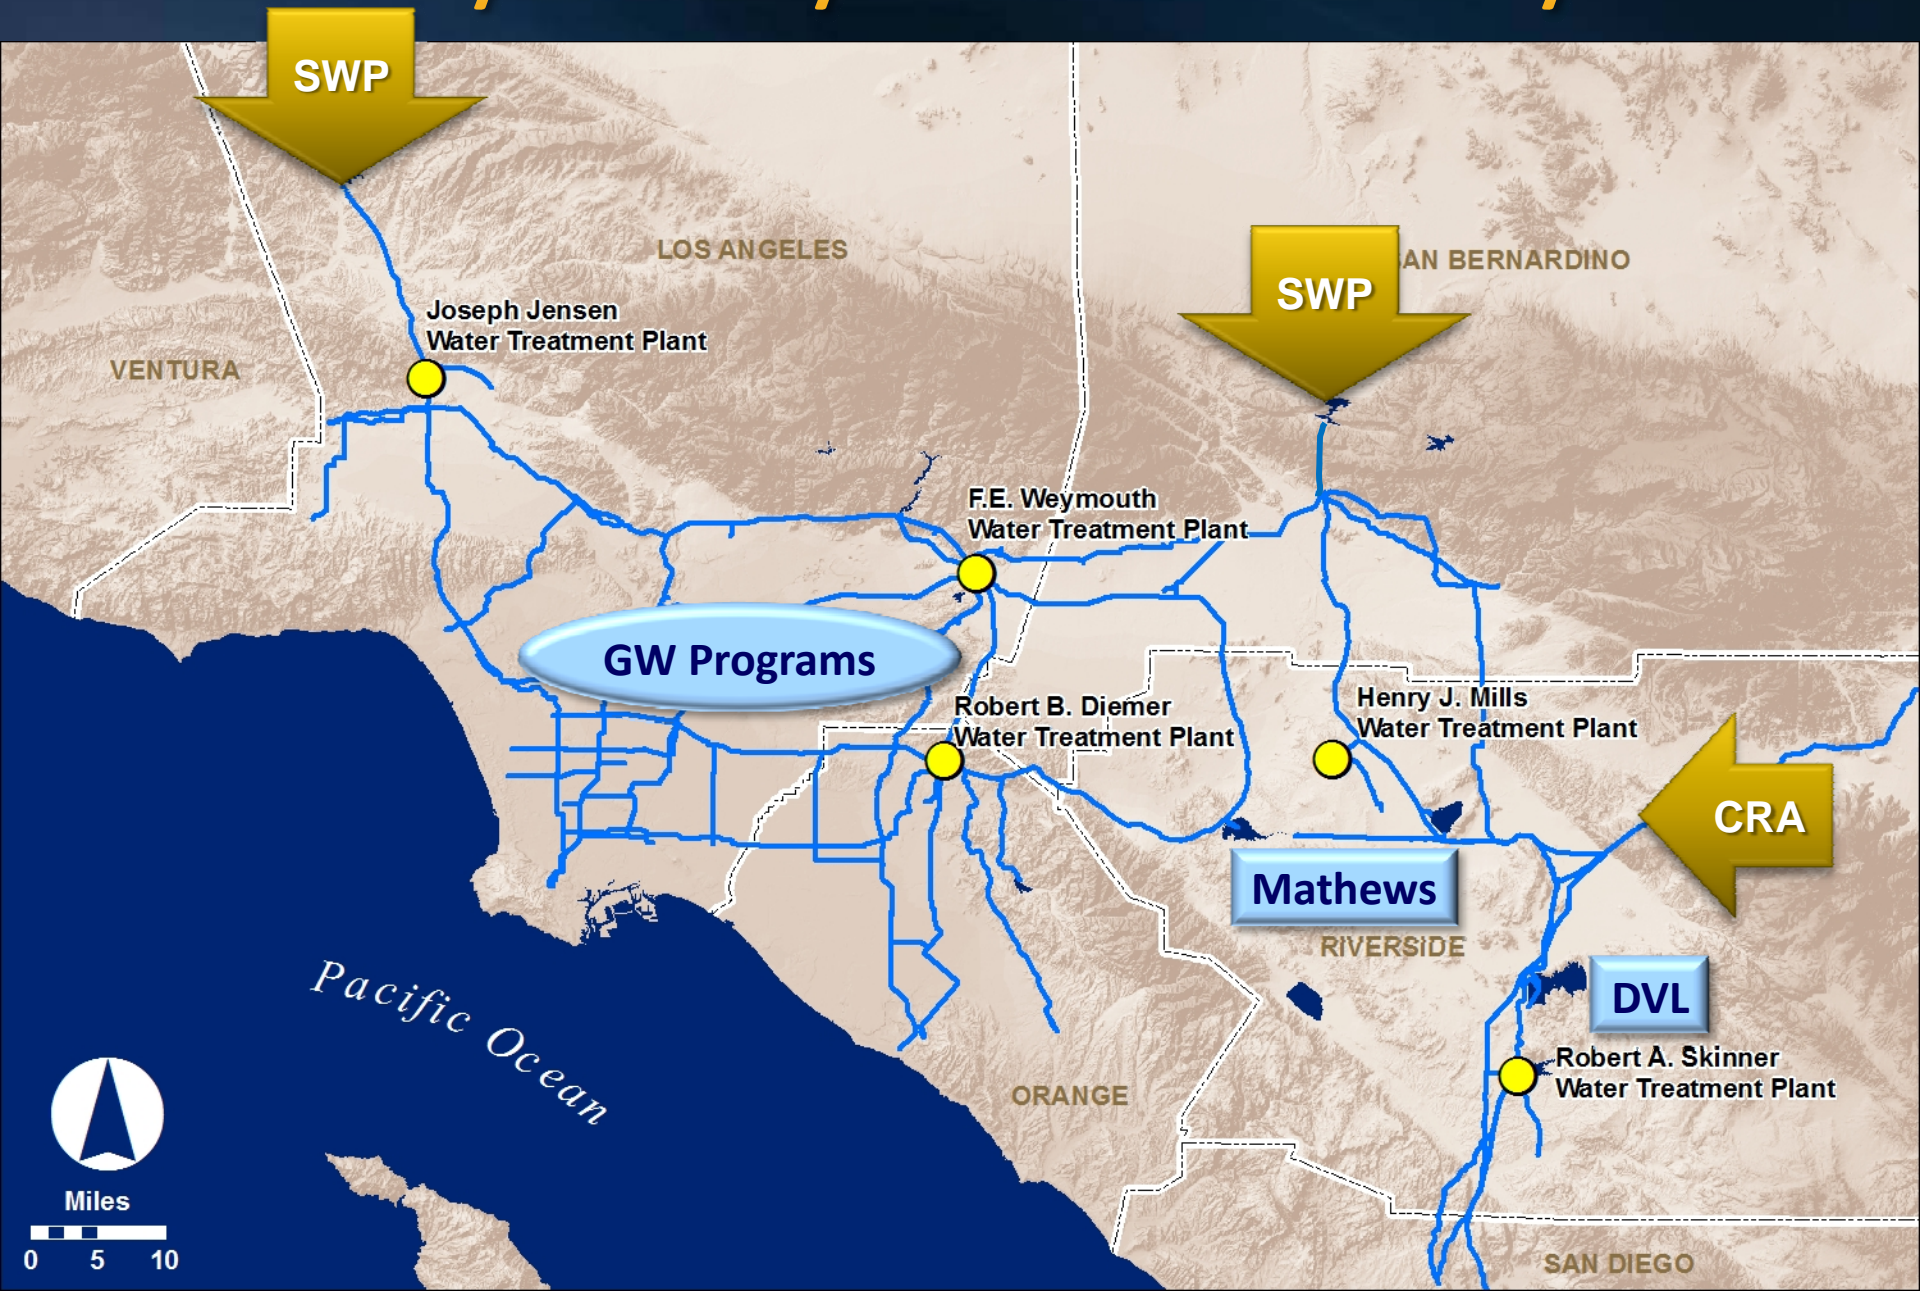 SWP
LOS ANGELES
SWP
AN BERNARDINO
Joseph Jensen
Water Treatment Plant
VENTURA
F.E. Weymouth
Water Treatment Plant
GW Programs
Robert B. Diemer
Water Treatment Plant
Henry J. Mills
Water Treatment Plant
CRA
Mathews
RIVERSIDE
Pacific Ocean
DVL
Robert A. Skinner
Water Treatment Plant
ORANGE
Miles
0 5 10
SAN DIEGO